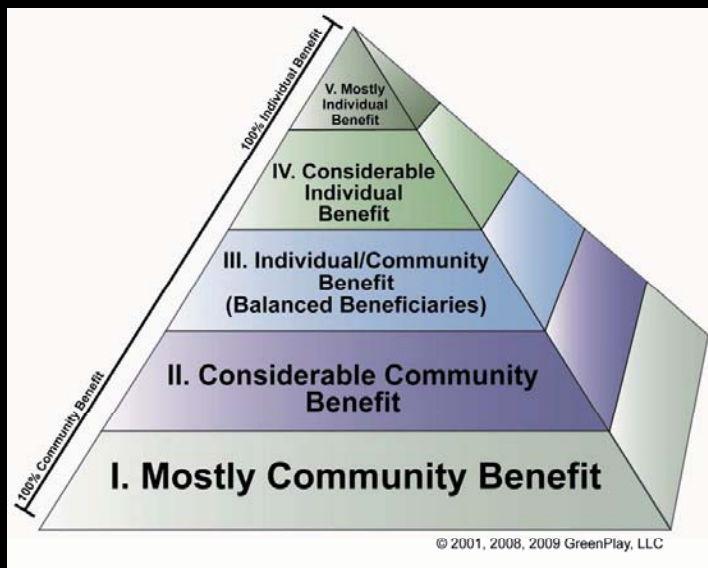 100% Individual Benefit
V. Mostly
Individual
Benefit
IV. Considerable
Individual
Benefit
III. Individual/Community
Benefit
(Balanced Beneficiaries)
II. Considerable Community
Benefit
100% Community Benefit
I. Mostly Community Benefit
© 2001, 2008, 2009 GreenPlay, LLC